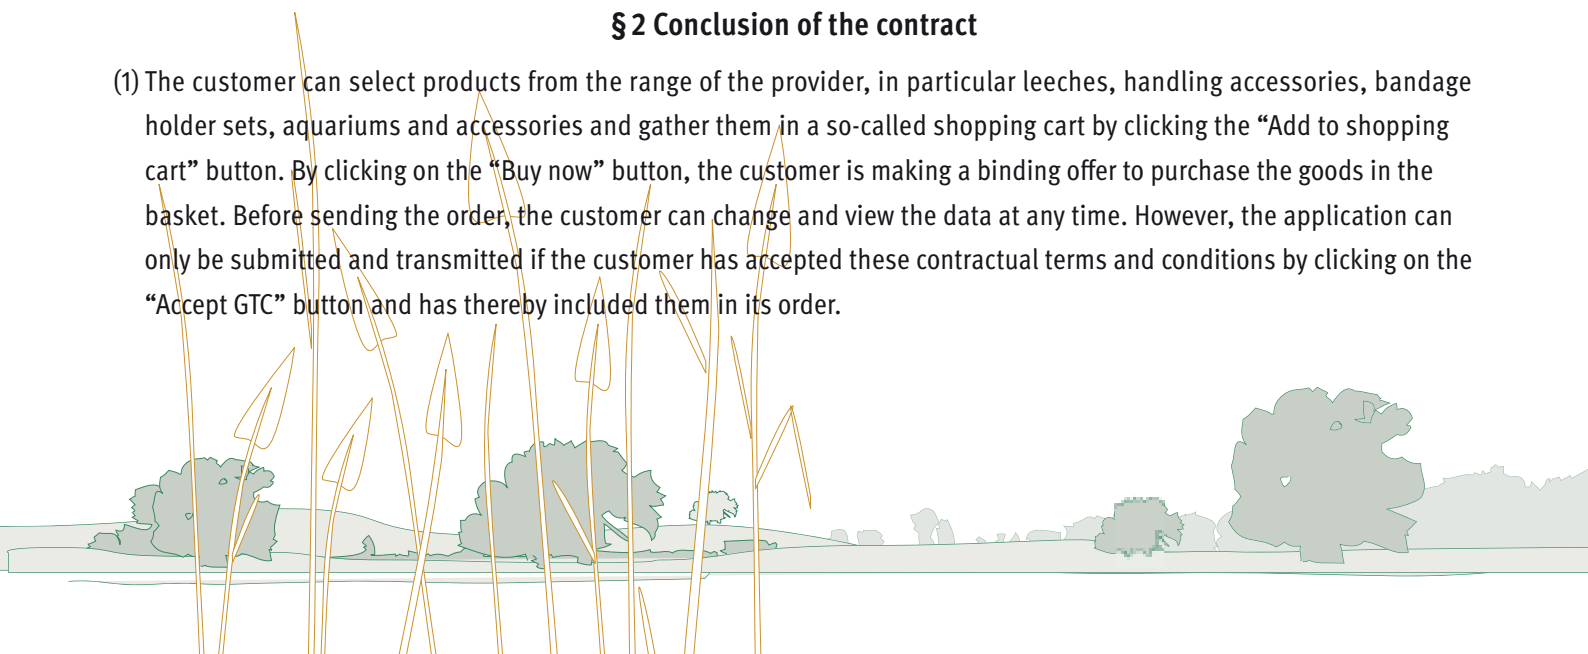 § 2 Conclusion of the contract
(1) The customer can select products from the range of the provider, in particular leeches, handling accessories, bandage
holder sets, aquariums and accessories and gather them in a so-called shopping cart by clicking the “Add to shopping
cart” button. By clicking on the “Buy now” button, the customer is making a binding offer to purchase the goods in the
basket. Before sending the order, the customer can change and view the data at any time. However, the application can
only be submitted and transmitted if the customer has accepted these contractual terms and conditions by clicking on the
“Accept GTC” button and has thereby included them in its order.